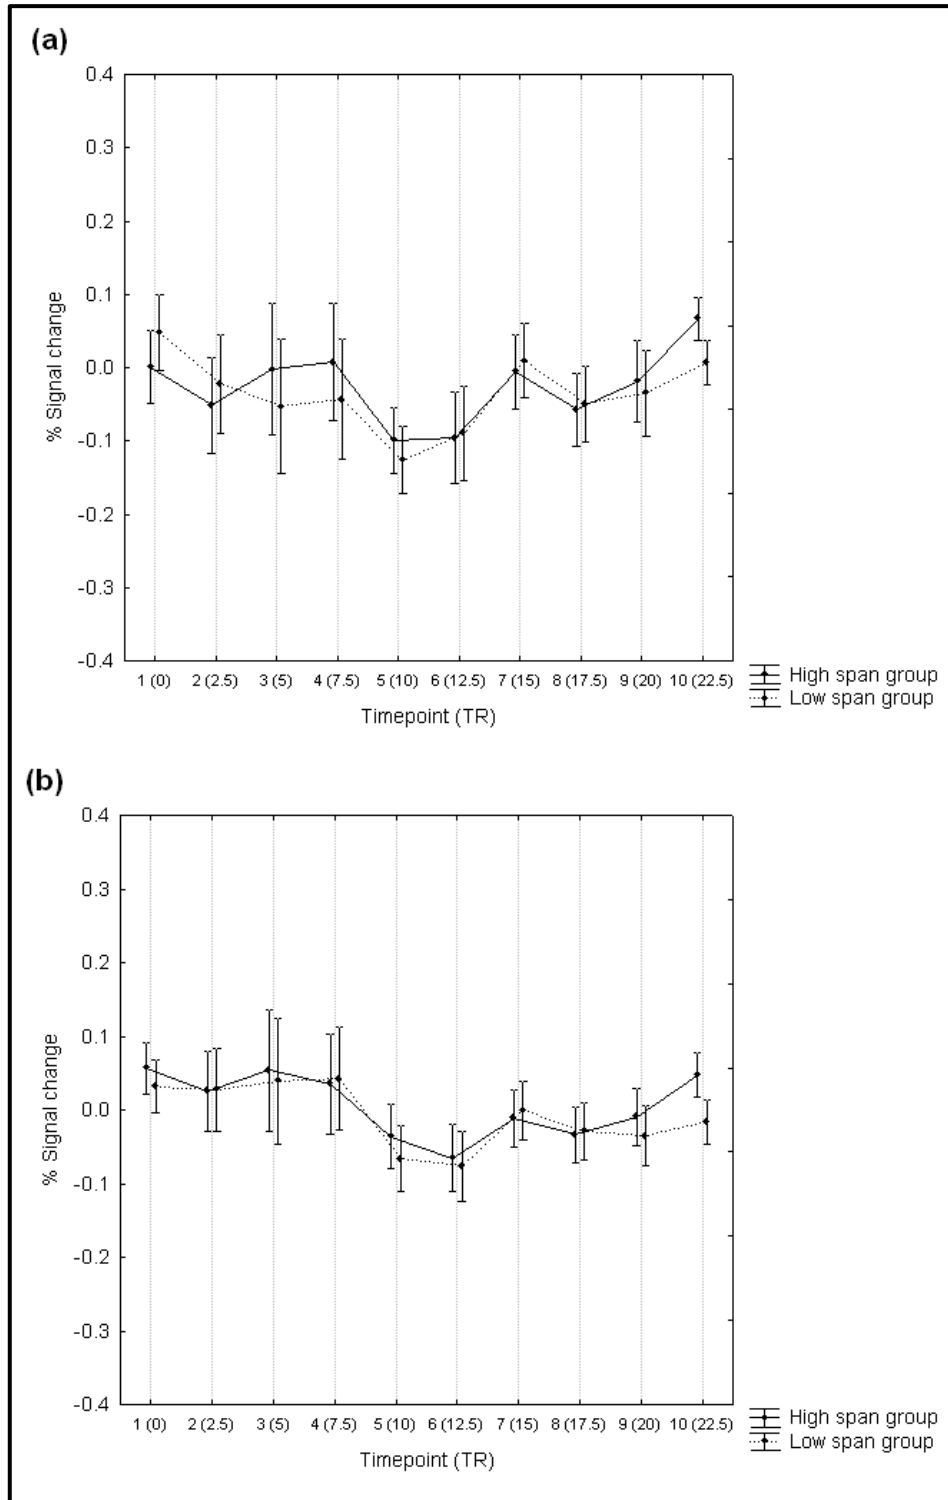 (a)
0.4
0.3
0.2
0.1
0.0
-0.1
-0.2
-0.3
-0.4
% Signal change
1 (0) 2 (2.5) 3 (5) 4 (7.5) 5 (10) 6 (12.5) 7 (15) 8 (17.5) 9 (20) 10 (22.5)
Timepoint (TR)
High span group
Low span group
(b)
0.4
0.3
0.2
0.1
0.0
-0.1
-0.2
-0.3
-0.4
% Signal change
1 (0) 2 (2.5) 3 (5) 4 (7.5) 5 (10) 6 (12.5) 7 (15) 8 (17.5) 9 (20) 10 (22.5)
Timepoint (TR)
High span group
Low span group